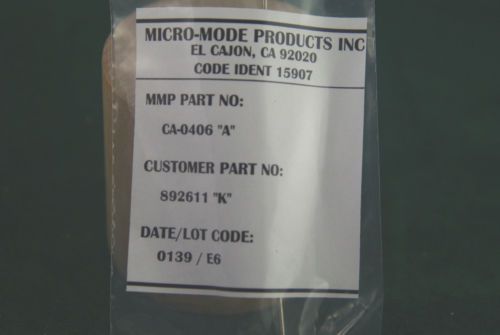 MICRO-MODE PRODUCTS INC
EL CAJON, CA 92020
CODE IDENT 15907
MMP PART NO:
CA-0406 "A"
CUSTOMER PART NO:
892611 "K"
DATE/LOT CODE:
0139 / E6